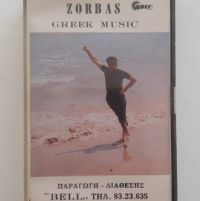 ZORBAS
GREEK MUSIC
ΠΑΡΑΓΩΓΗ - ΔΙΑΘΕΣΗΣ
"BELL,, ΤΗΛ. 83.23.635